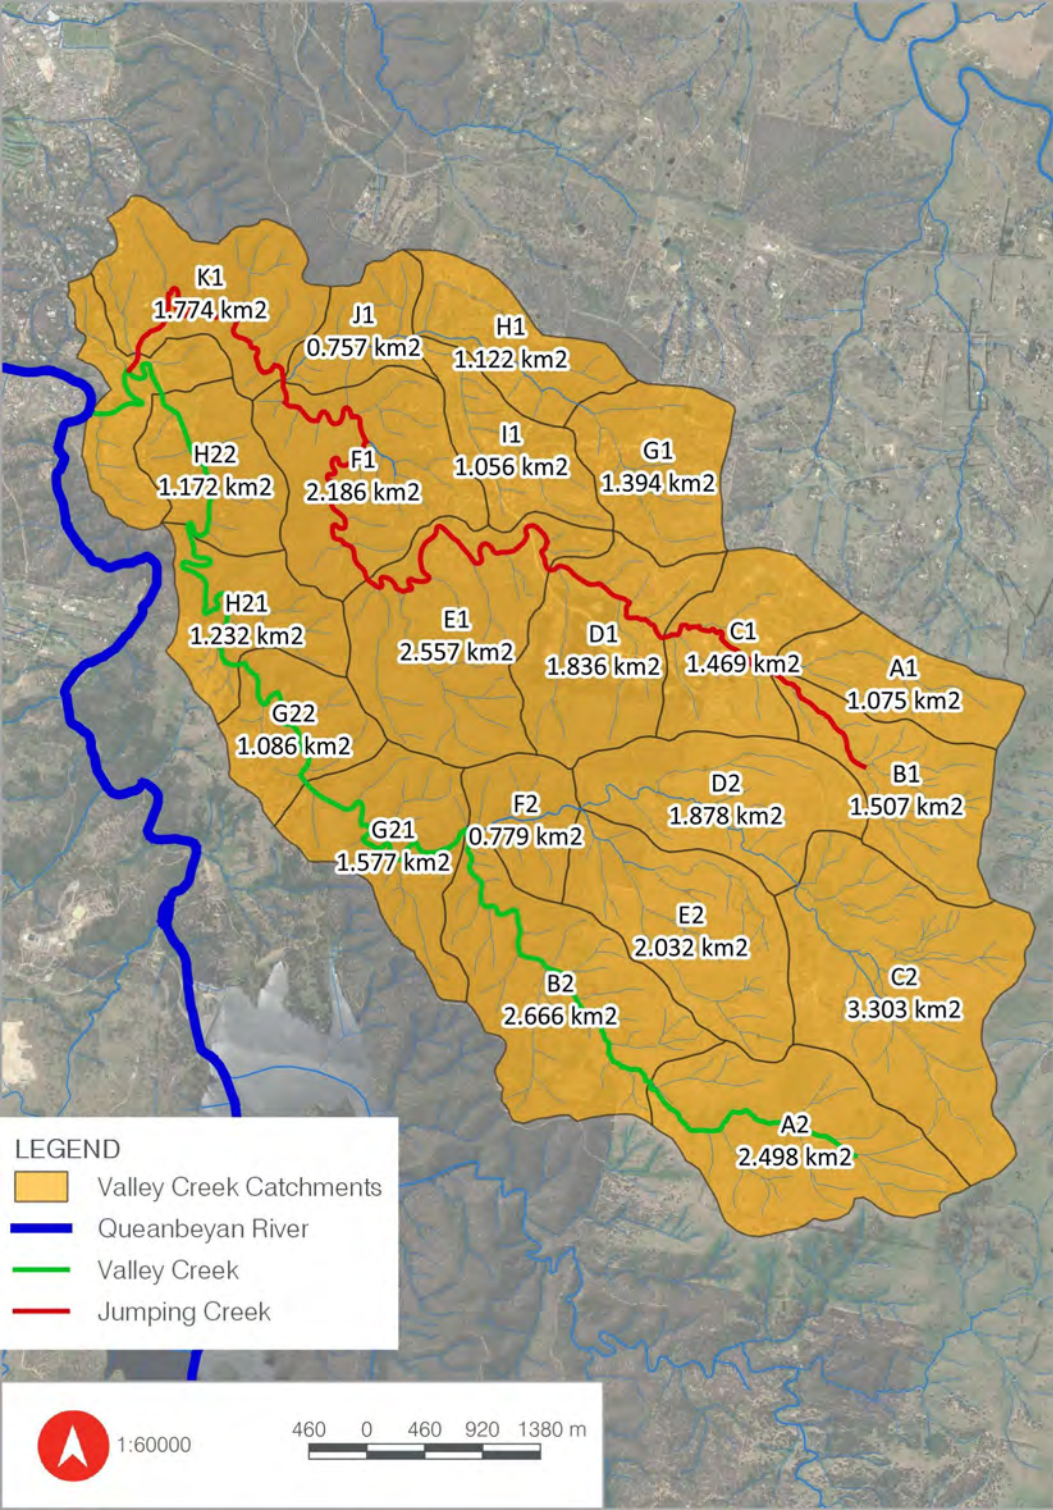 K1
1.774 km2
J1
0.757 km2
H1
1.122 km2
I1
1.056 km2
G1
1.394 km2
H22
1.172 km2
F1
2.186 km2
H21
1.232 km2
E1
2.557 km2
D1
1.836 km2
C1
1.469 km2
A1
1.075 km2
G22
1.086 km2
B1
1.507 km2
D2
1.878 km2
F2
0.779 km2
G21
1.577 km2
E2
2.032 km2
B2
2.666 km2
C2
3.303 km2
A2
2.498 km2
LEGEND
Valley Creek Catchments
Queanbeyan River
Valley Creek
Jumping Creek
1:60000
460 0 460 920 1380 m